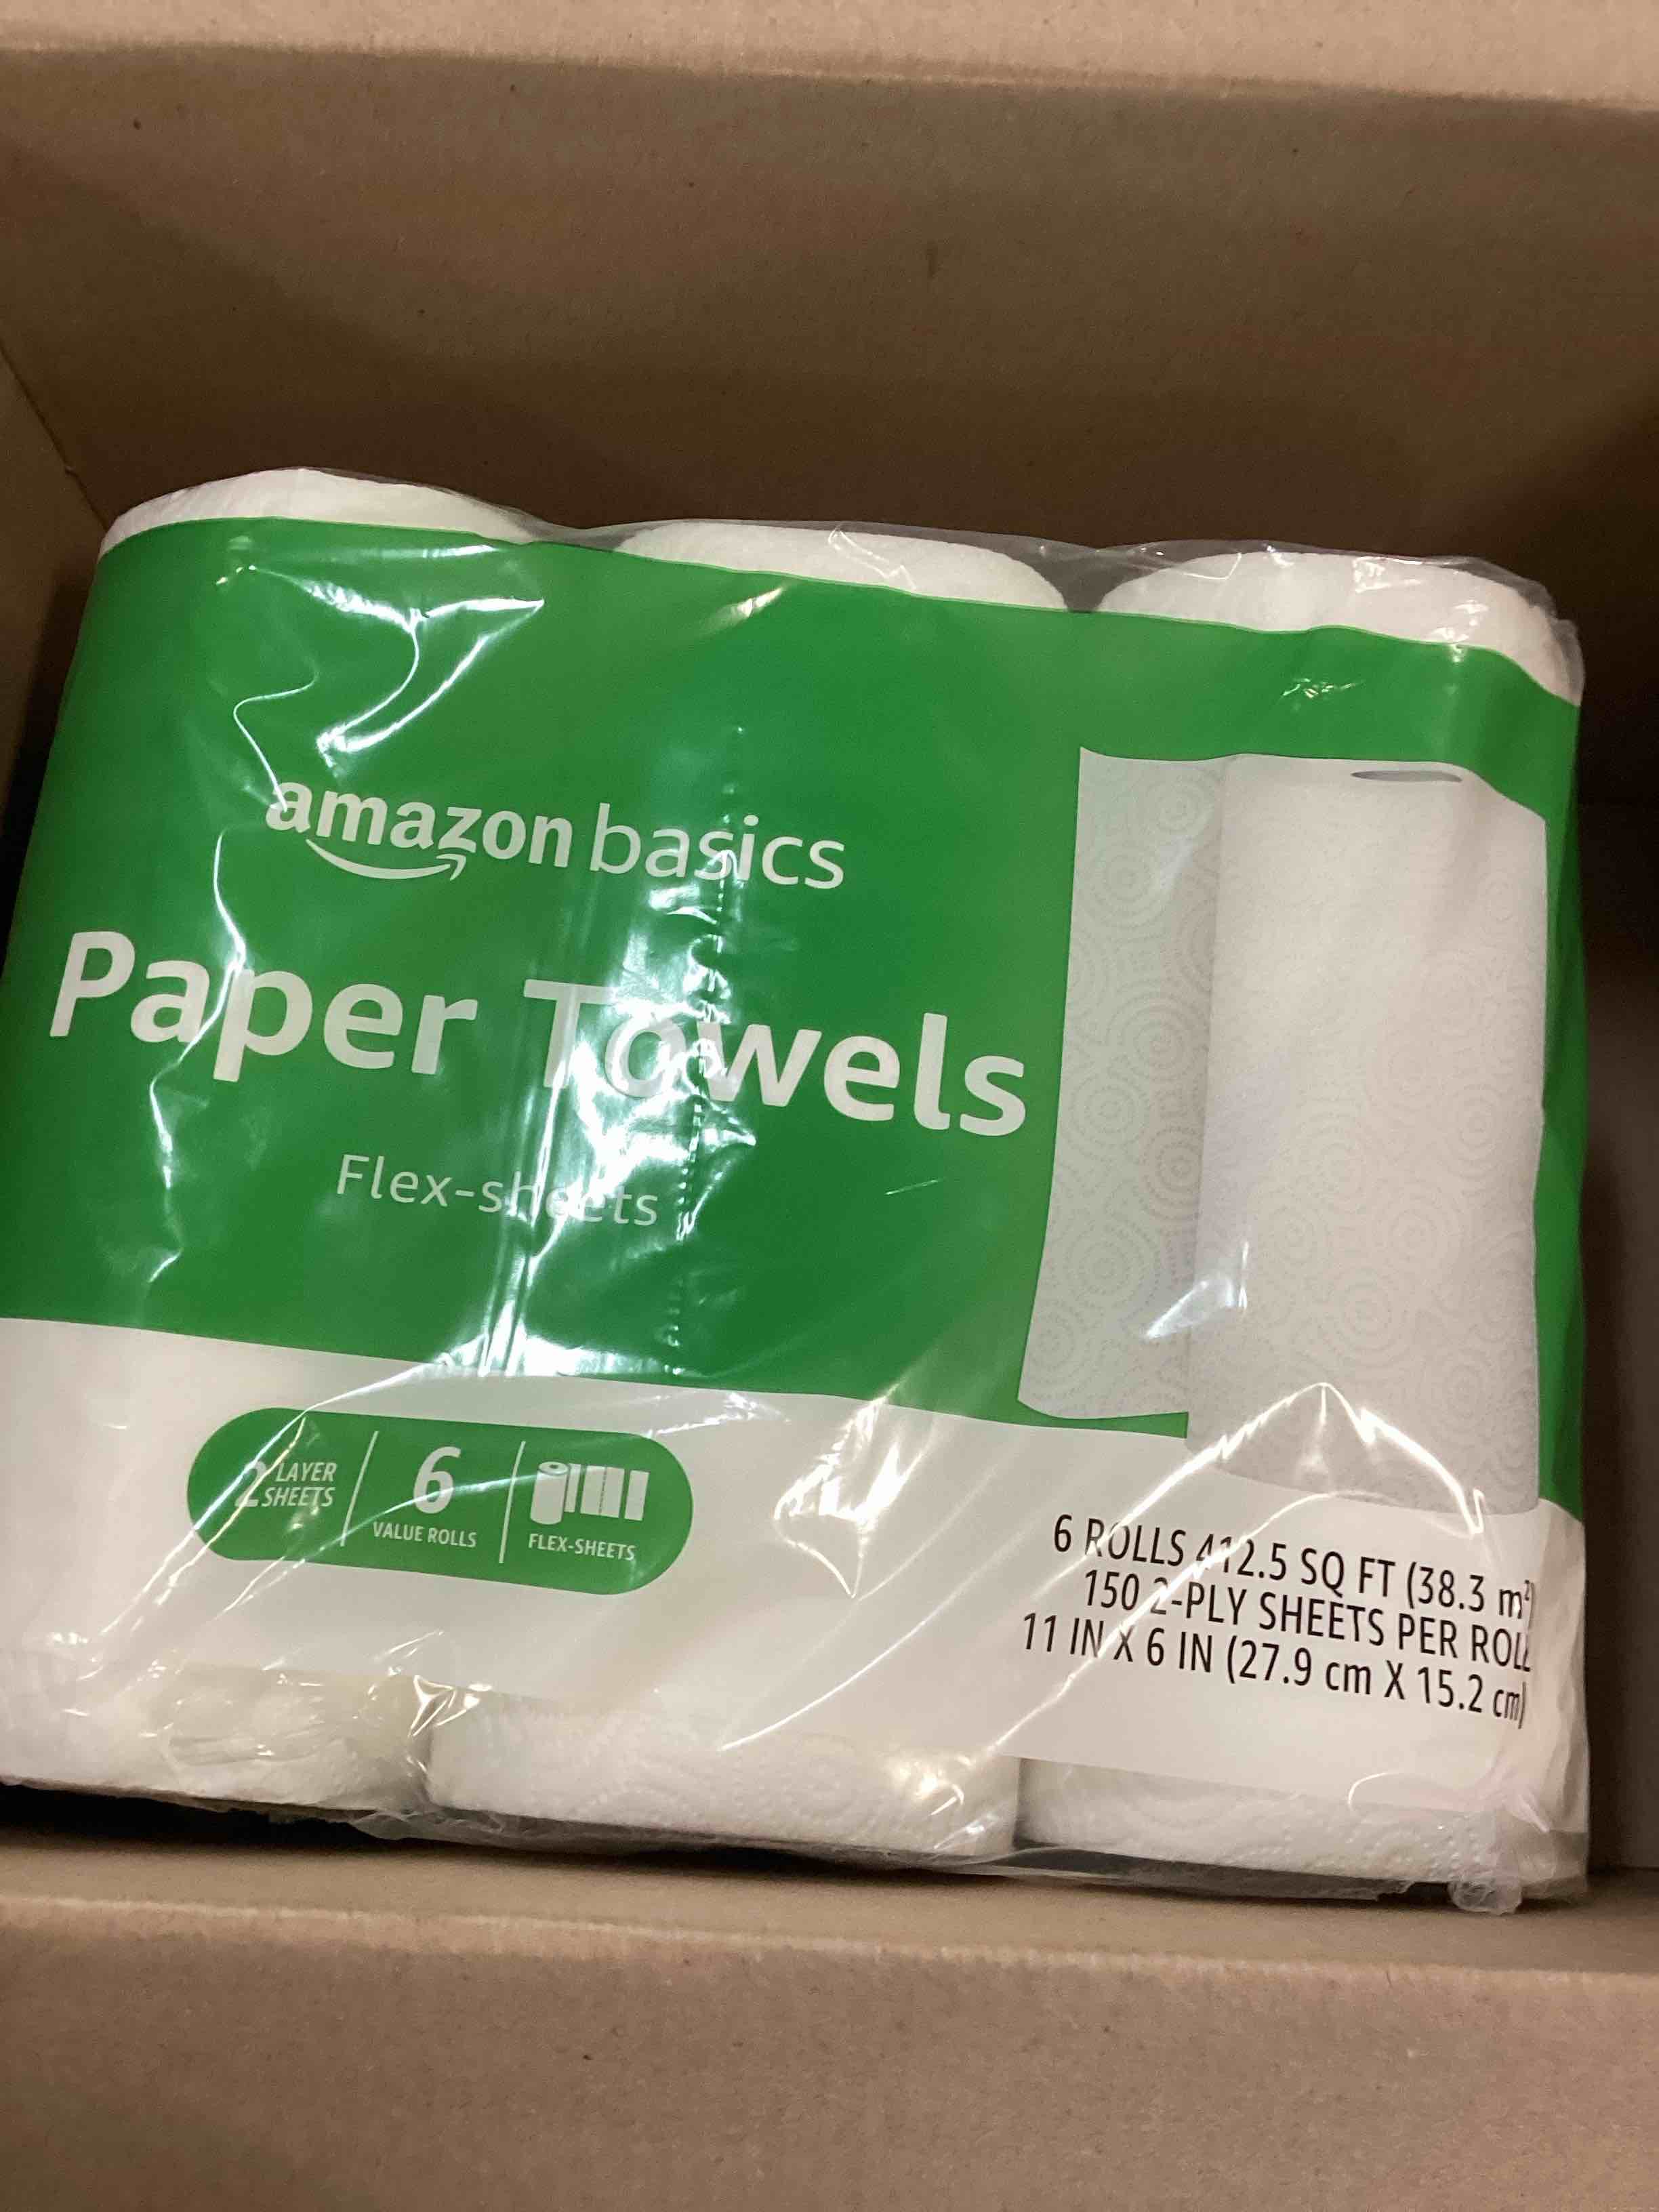 amazon basics
Paper Towels
Flex-sheets
2 LAYER
SHEETS
6
VALUE ROLLS
FLEX-SHEETS
6 ROLLS 412.5 SQ FT (38.3 m²)
150 2-PLY SHEETS PER ROLL
11 IN X 6 IN (27.9 cm X 15.2 cm)